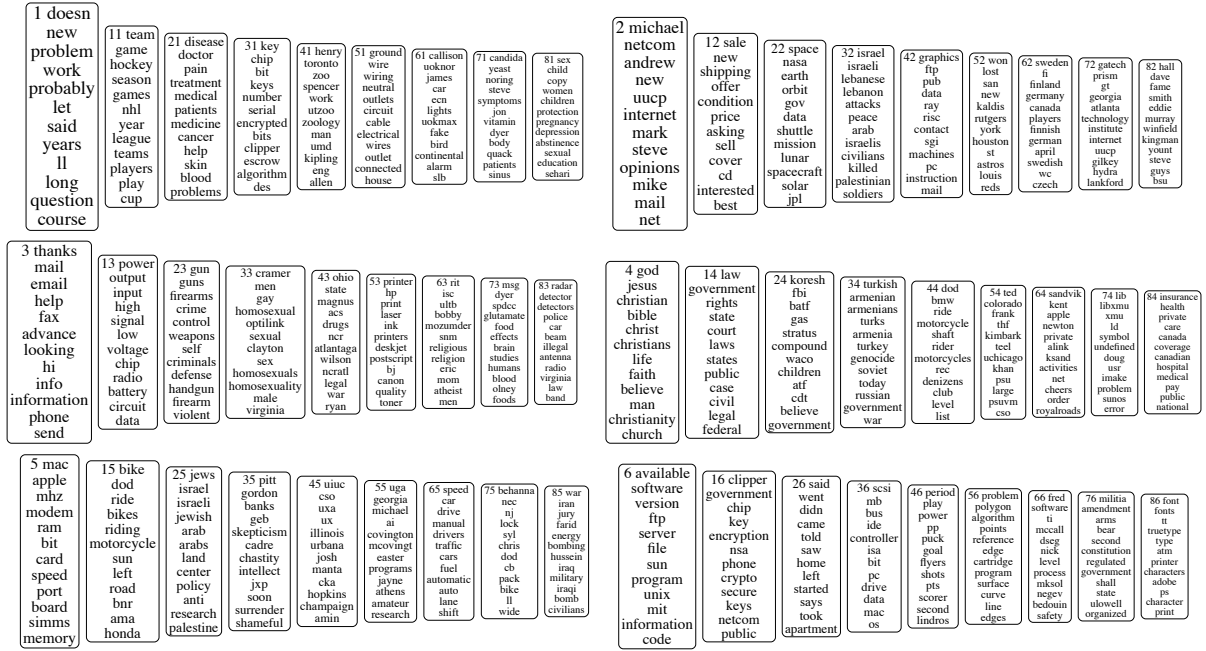 1 doesn
new
problem
work
probably
let
said
years
ll
long
question
course
11 team
game
hockey
season
games
nhl
year
league
teams
players
play
cup
21 disease
doctor
pain
treatment
medical
patients
medicine
cancer
help
skin
blood
problems
31 key
chip
bit
keys
number
serial
encrypted
bits
clipper
escrow
algorithm
des
41 henry
toronto
zoo
spencer
work
utzoo
zoology
man
umd
kipling
eng
allen
51 ground
wire
wiring
neutral
outlets
circuit
cable
electrical
wires
outlet
connected
house
61 callison
uoknor
james
car
ecn
lights
uokmax
fake
bird
continental
alarm
slb
71 candida
yeast
noring
steve
symptoms
jon
vitamin
dyer
body
quack
patients
sinus
81 sex
child
copy
women
children
protection
pregnancy
depression
abstinence
sexual
education
sehari
2 michael
netcom
andrew
new
uucp
internet
mark
steve
opinions
mike
mail
net
12 sale
new
shipping
offer
condition
price
asking
sell
cover
cd
interested
best
22 space
nasa
earth
orbit
gov
data
shuttle
mission
lunar
spacecraft
solar
jpl
32 israel
israeli
lebanese
lebanon
attacks
peace
arab
israelis
civilians
killed
palestinian
soldiers
42 graphics
ftp
pub
data
ray
risc
contact
sgi
machines
pc
instruction
mail
52 won
lost
san
new
kaldis
rutgers
york
houston
st
astros
louis
reds
62 sweden
fi
finland
germany
canada
players
finnish
german
april
swedish
wc
czech
72 gatech
prism
gt
georgia
atlanta
technology
institute
internet
uucp
gilkey
hydra
lankford
82 hall
dave
fame
smith
eddie
murray
winfield
kingman
yount
steve
guys
bsu
3 thanks
mail
email
help
fax
advance
looking
hi
info
information
phone
send
13 power
output
input
high
signal
low
voltage
chip
radio
battery
circuit
data
23 gun
guns
firearms
crime
control
weapons
self
criminals
defense
handgun
firearm
violent
33 cramer
men
gay
homosexual
optilink
sexual
clayton
sex
homosexuals
homosexuality
male
virginia
43 ohio
state
magnus
acs
drugs
ncr
atlantaga
wilson
ncratl
legal
war
ryan
53 printer
hp
print
laser
ink
printers
deskjet
postscript
bj
canon
quality
toner
63 rit
isc
ultb
bobby
mozumder
snm
religious
religion
eric
mom
atheist
men
73 msg
dyer
spdcc
glutamate
food
effects
brain
studies
humans
blood
olney
foods
83 radar
detector
detectors
police
car
beam
illegal
antenna
radio
virginia
law
band
4 god
jesus
christian
bible
christ
christians
life
faith
believe
man
christianity
church
14 law
government
rights
state
court
laws
states
public
case
civil
legal
federal
24 koresh
fbi
batf
gas
stratus
compound
waco
children
atf
cdt
believe
government
34 turkish
armenian
armenians
turks
armenia
turkey
genocide
soviet
today
russian
government
war
44 dod
bmw
ride
motorcycle
shaft
rider
motorcycles
rec
denizens
club
level
list
54 ted
colorado
frank
thf
kimbark
teel
uchicago
khan
psu
large
psuvm
cso
64 sandvik
kent
apple
newton
private
alink
ksand
activities
net
cheers
order
royalroads
74 lib
libxmu
xmu
ld
symbol
undefined
doug
usr
imake
problem
sunos
error
84 insurance
health
private
care
canada
coverage
canadian
hospital
medical
pay
public
national
5 mac
apple
mhz
modem
ram
bit
card
speed
port
board
simms
memory
15 bike
dod
ride
bikes
riding
motorcycle
sun
left
road
bnr
ama
honda
25 jews
israel
israeli
jewish
arab
arabs
land
center
policy
anti
research
palestine
35 pitt
gordon
banks
geb
skepticism
cadre
chastity
intellect
jxp
soon
surrender
shameful
45 uiuc
cso
uxa
ux
illinois
urbana
josh
manta
cka
hopkins
champaign
amin
55 uga
georgia
michael
ai
covington
mcovingt
easter
programs
jayne
athens
amateur
research
65 speed
car
drive
manual
drivers
traffic
cars
fuel
automatic
auto
lane
shift
75 behanna
nec
nj
lock
syl
chris
dod
cb
pack
bike
ll
wide
85 war
iran
jury
farid
energy
bombing
hussein
iraq
military
iraqi
bomb
civilians
6 available
software
version
ftp
server
file
sun
program
unix
mit
information
code
16 clipper
government
chip
key
encryption
nsa
phone
crypto
secure
keys
netcom
public
26 said
went
didn
came
told
saw
home
left
started
says
took
apartment
36 scsi
mb
bus
ide
controller
isa
bit
pc
drive
data
mac
os
46 period
play
power
pp
puck
goal
flyers
shots
pts
scorer
second
lindros
56 problem
polygon
algorithm
points
reference
edge
cartridge
program
surface
curve
line
edges
66 fred
software
ti
mccall
dseg
nick
level
process
mksol
negev
bedouin
safety
76 militia
amendment
arms
bear
second
constitution
regulated
government
shall
state
ulowell
organized
86 font
fonts
tt
truetype
type
atm
printer
characters
adobe
ps
character
print